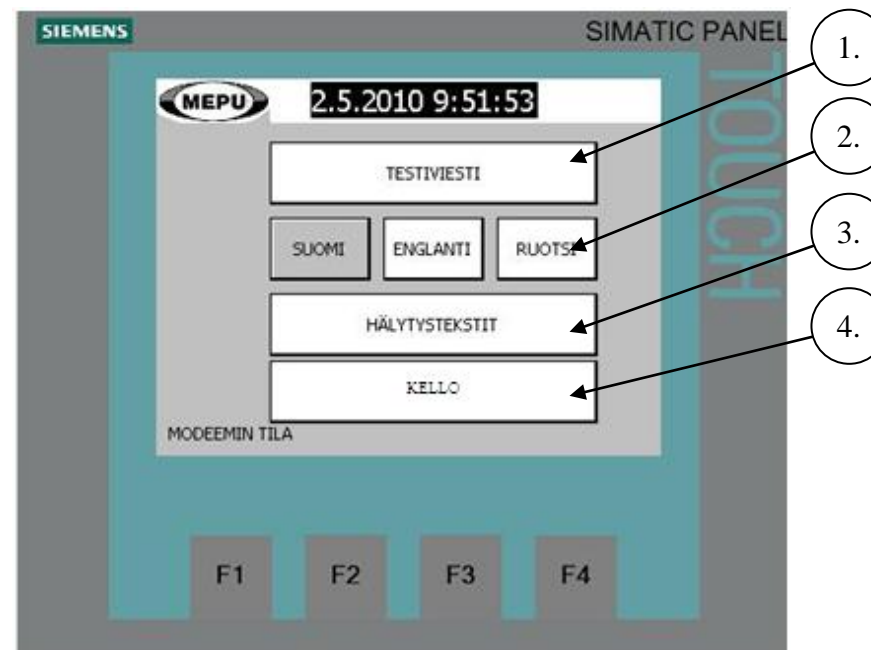 SIEMENS
SIMATIC PANEL
TOUCH
MEPU
2.5.2010 9:51:53
1.
TESTIVIESTI
2.
SUOMI ENGLANTI RUOTSI
3.
HÄLYTYSTEKSTIT
4.
KELLO
MODEEMIN TILA
F1 F2 F3 F4